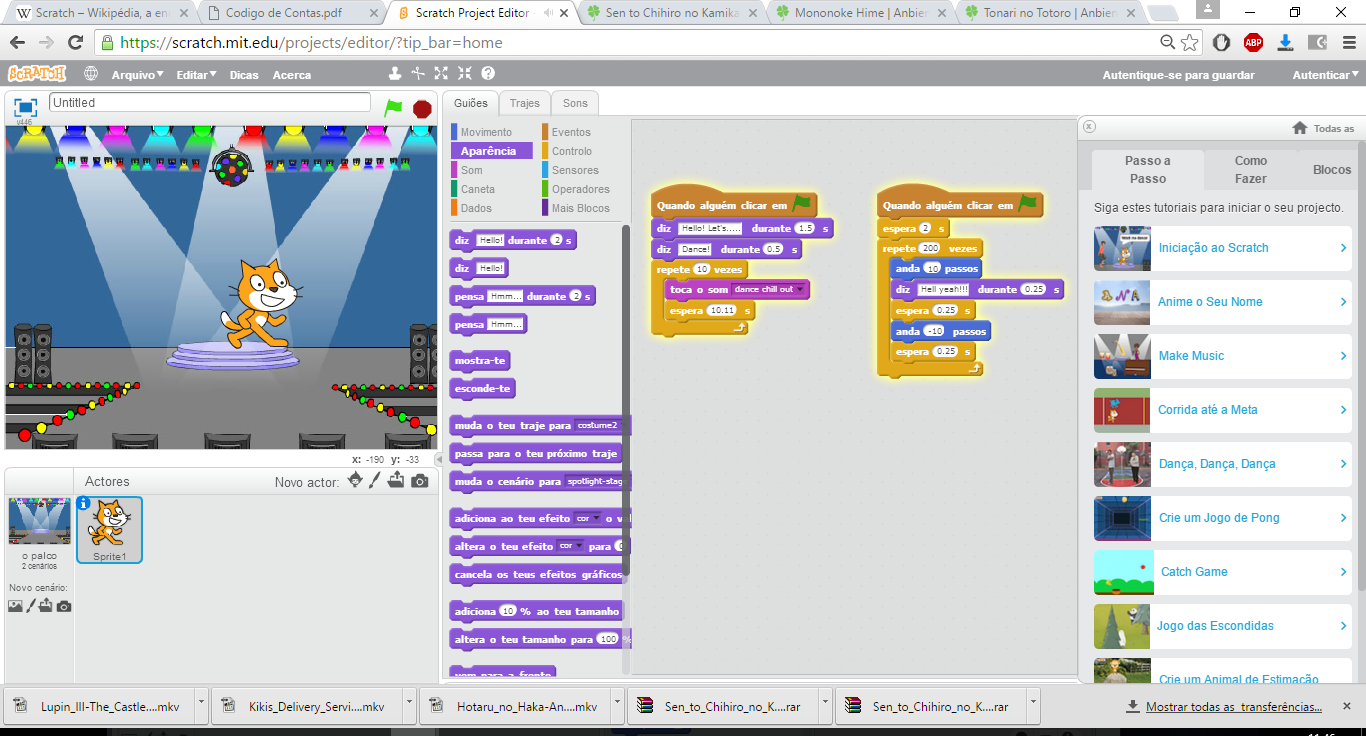 Scratch – Wikipédia, a en
Codigo de Contas.pdf
Scratch Project Editor -
Sen to Chihiro no Kamika
Mononoke Hime | Anbien
Tonari no Totoro | Anbien
https://scratch.mit.edu/projects/editor/?tip_bar=home
ABP
SCRATCH
Arquivo
Editar
Dicas
Acerca
Autentique-se para guardar
Autenticar
v446
Untitled
Guiões
Trajes
Sons
Movimento
Eventos
Aparência
Controlo
Som
Sensores
Caneta
Operadores
Dados
Mais Blocos
diz Hello! durante 2 s
diz Hello!
pensa Hmm... durante 2 s
pensa Hmm...
mostra-te
esconde-te
muda o teu traje para costume2
passa para o teu próximo traje
muda o cenário para spotlight-stag
adiciona ao teu efeito cor o v
altera o teu efeito cor para
cancela os teus efeitos gráficos
adiciona 10 % ao teu tamanho
altera o teu tamanho para 100 %
vem para a frente
Quando alguém clicar em
diz Hello! Let's..... durante 1.5 s
diz Dance! durante 0.5 s
repete 10 vezes
toca o som dance chill out
espera 10.11 s
Quando alguém clicar em
espera 2 s
repete 200 vezes
anda 10 passos
diz Hell yeah!!! durante 0.25 s
espera 0.25 s
anda -10 passos
espera 0.25 s
x: -190 y: -33
Actores
Novo actor:
o palco
2 cenários
Novo cenário:
Sprite1
Todas as
Passo a Passo
Como Fazer
Blocos
Siga estes tutoriais para iniciar o seu projecto.
Iniciação ao Scratch
Anime o Seu Nome
Make Music
Corrida até a Meta
Dança, Dança, Dança
Crie um Jogo de Pong
Catch Game
Jogo das Escondidas
Crie um Animal de Estimação
Lupin_III-The_Castle....mkv
Kikis_Delivery_Servi....mkv
Hotaru_no_Haka-An....mkv
Sen_to_Chihiro_no_K....rar
Sen_to_Chihiro_no_K....rar
Mostrar todas as transferências...